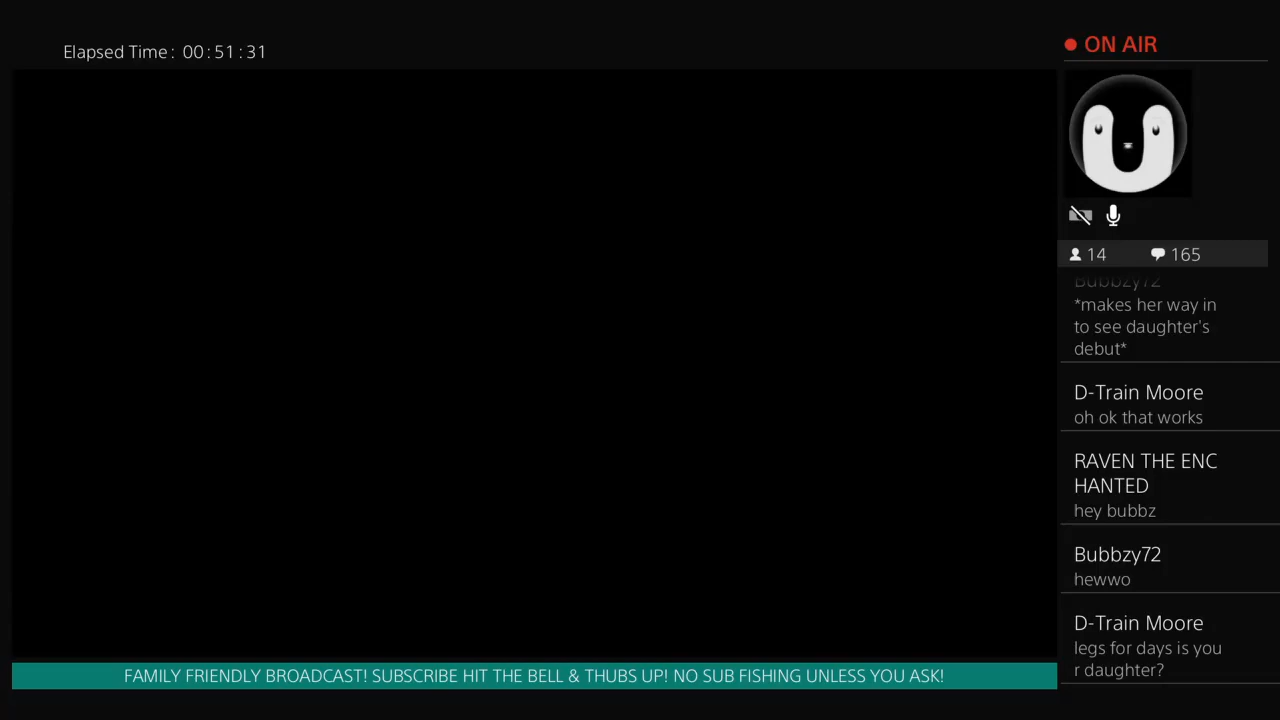 Elapsed Time: 00:51:31
ON AIR
14 165
Bubbzy72
*makes her way in
to see daughter's
debut*
D-Train Moore
oh ok that works
RAVEN THE ENC
HANTED
hey bubbz
Bubbzy72
hewwo
D-Train Moore
legs for days is you
r daughter?
FAMILY FRIENDLY BROADCAST! SUBSCRIBE HIT THE BELL & THUBS UP! NO SUB FISHING UNLESS YOU ASK!